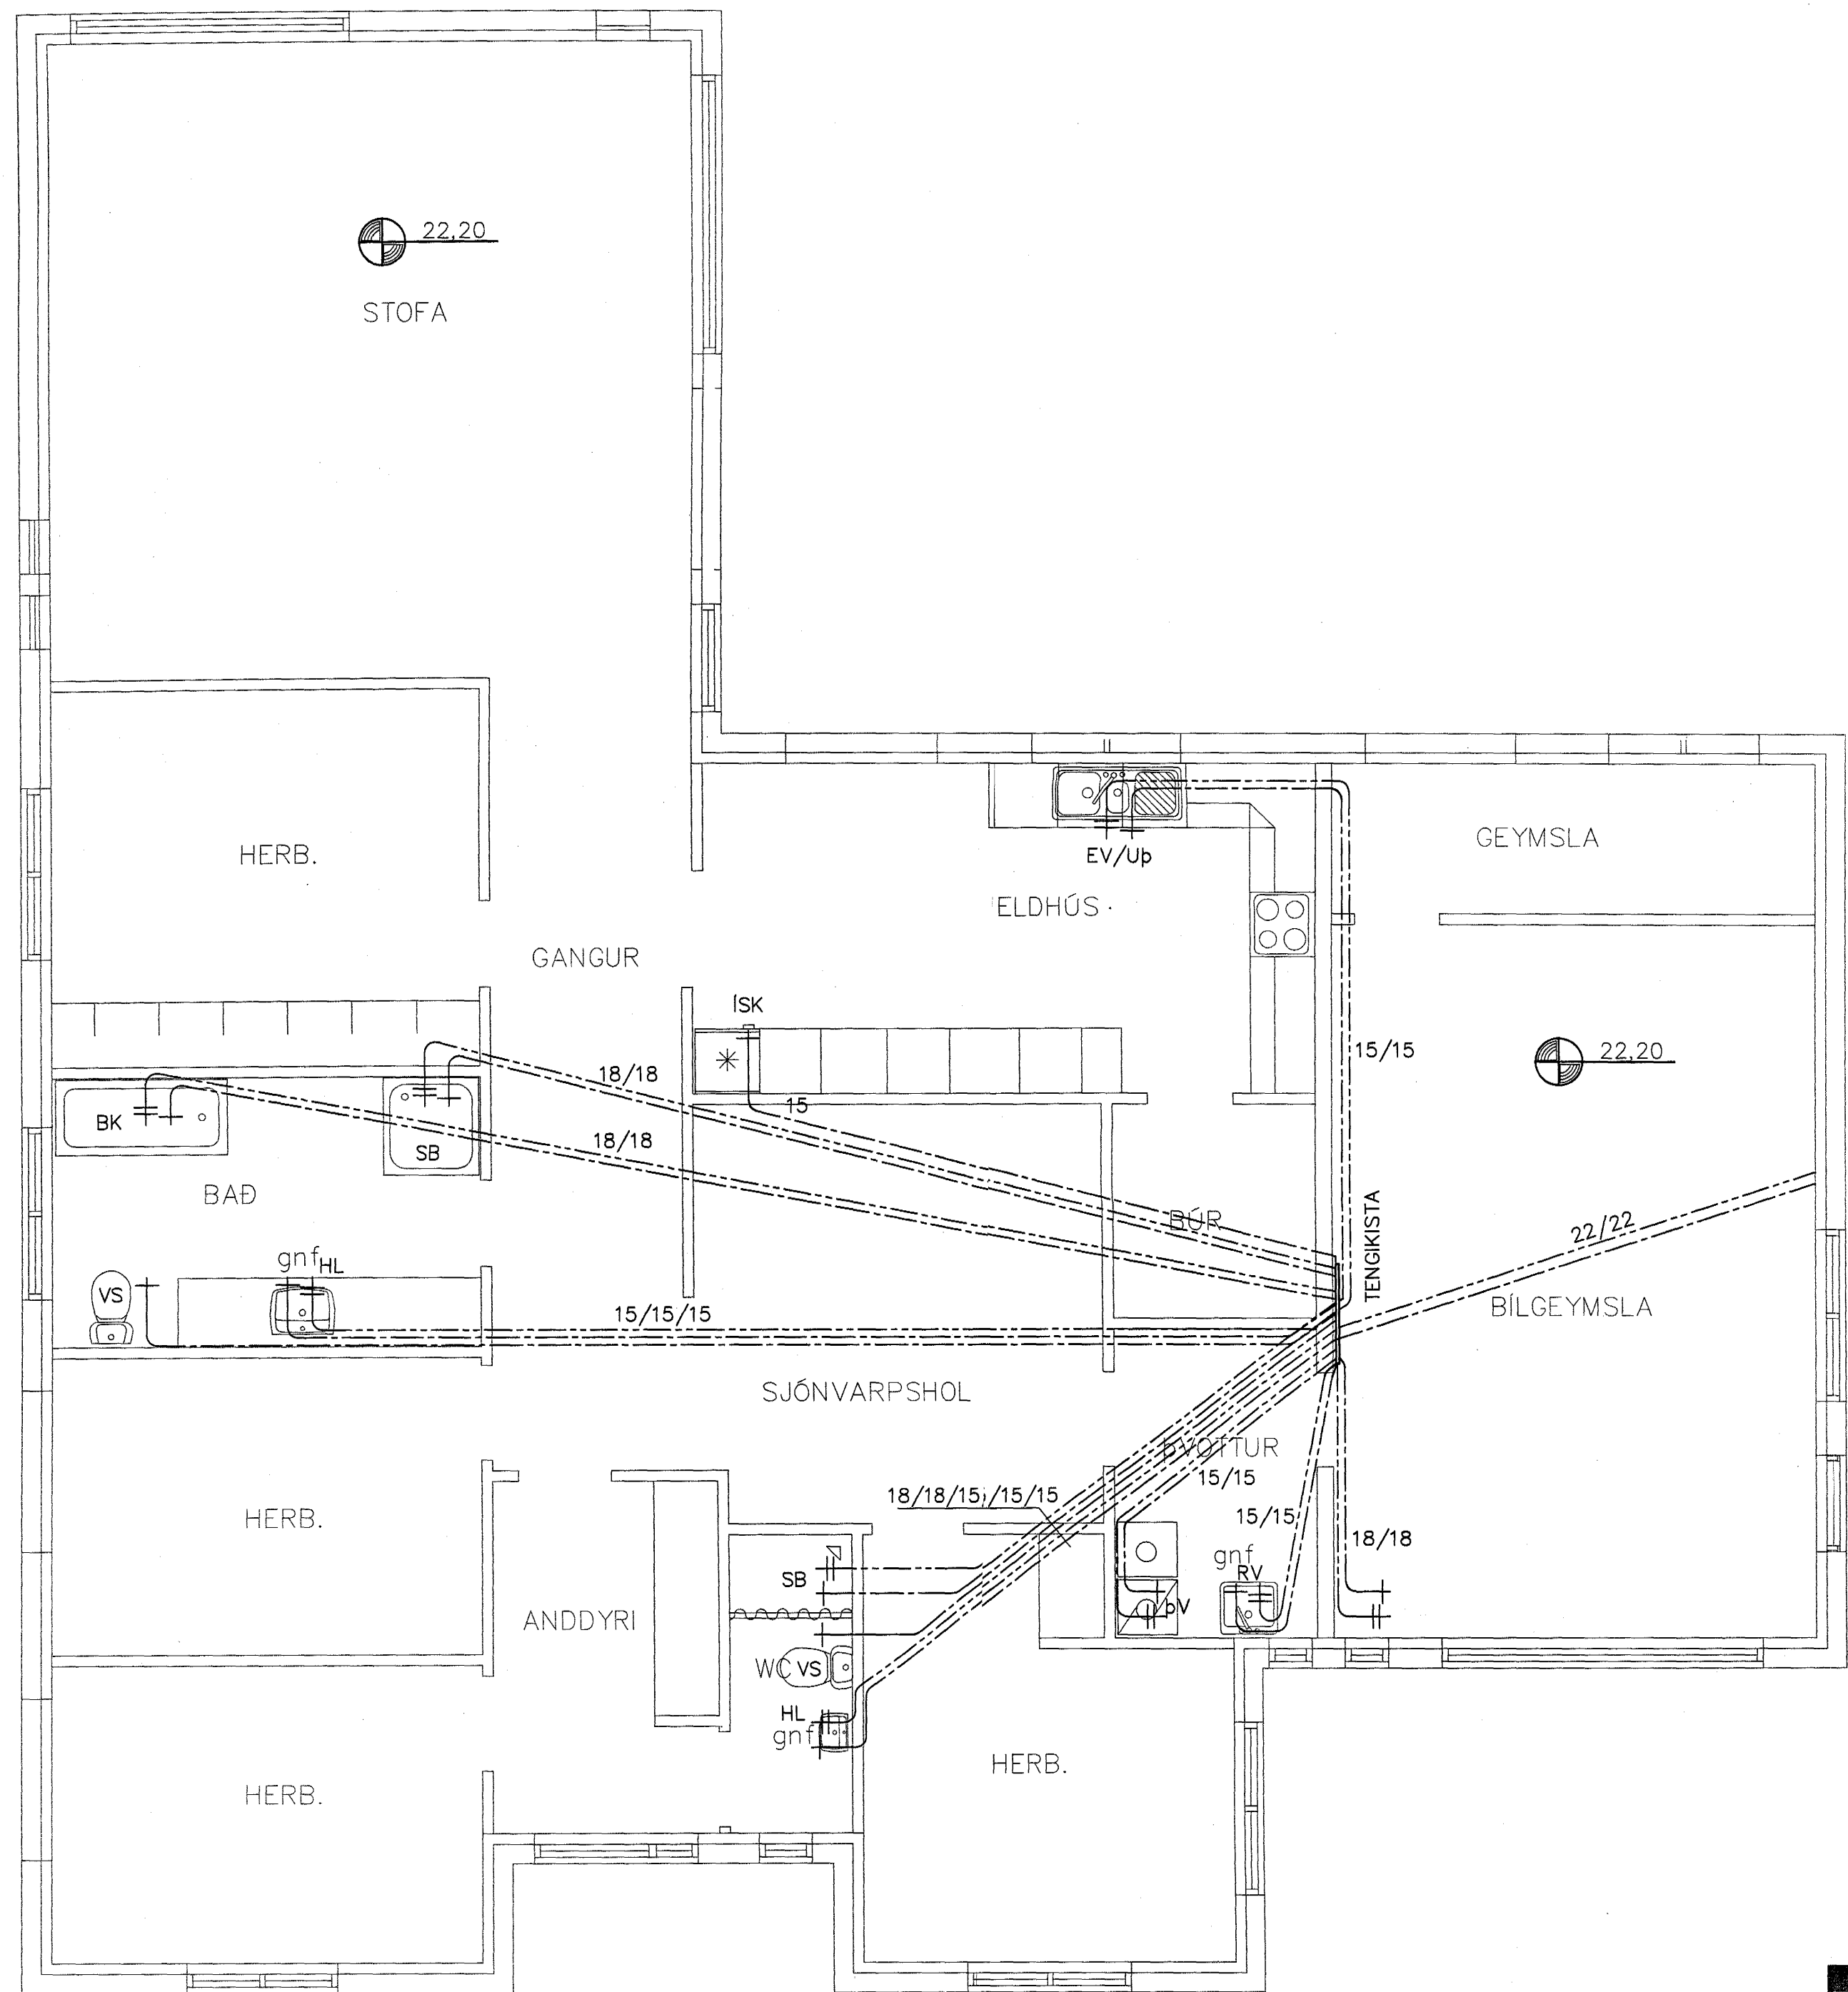 22,20
STOFA
HERB.
EV/Uþ
GEYMSLA
ELDHÚS
GANGUR
ÍSK
15/15
22,20
18/18
15
BK
18/18
SB
BAÐ
BÚR
TENGIKISTA
22/22
gnf
HL
VS
15/15/15
BÍLGEYMSLA
SJÓNVARPSHOL
ÞVOTTUR
15/15
18/18/15/15/15
15/15
HERB.
18/18
gnf
RV
SB
þV
ANDDYRI
WC
VS
HL
gnf
HERB.
HERB.